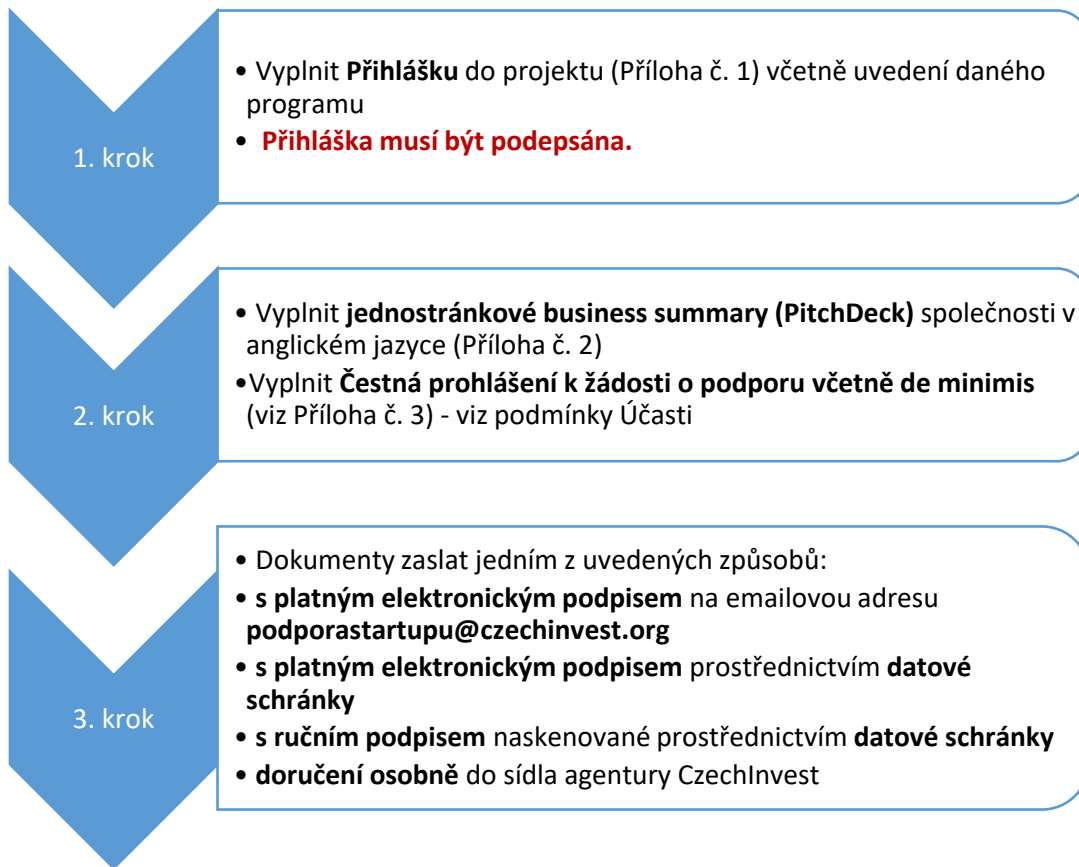 1. krok
• Vyplnit Přihlášku do projektu (Příloha č. 1) včetně uvedení daného
programu
• Přihláška musí být podepsána.
2. krok
• Vyplnit jednostránkové business summary (PitchDeck) společnosti v
anglickém jazyce (Příloha č. 2)
•Vyplnit Čestná prohlášení k žádosti o podporu včetně de minimis
(viz Příloha č. 3) - viz podmínky Účasti
3. krok
• Dokumenty zaslat jedním z uvedených způsobů:
• s platným elektronickým podpisem na emailovou adresu
podporastartupu@czechinvest.org
• s platným elektronickým podpisem prostřednictvím datové
schránky
• s ručním podpisem naskenované prostřednictvím datové schránky
• doručení osobně do sídla agentury CzechInvest